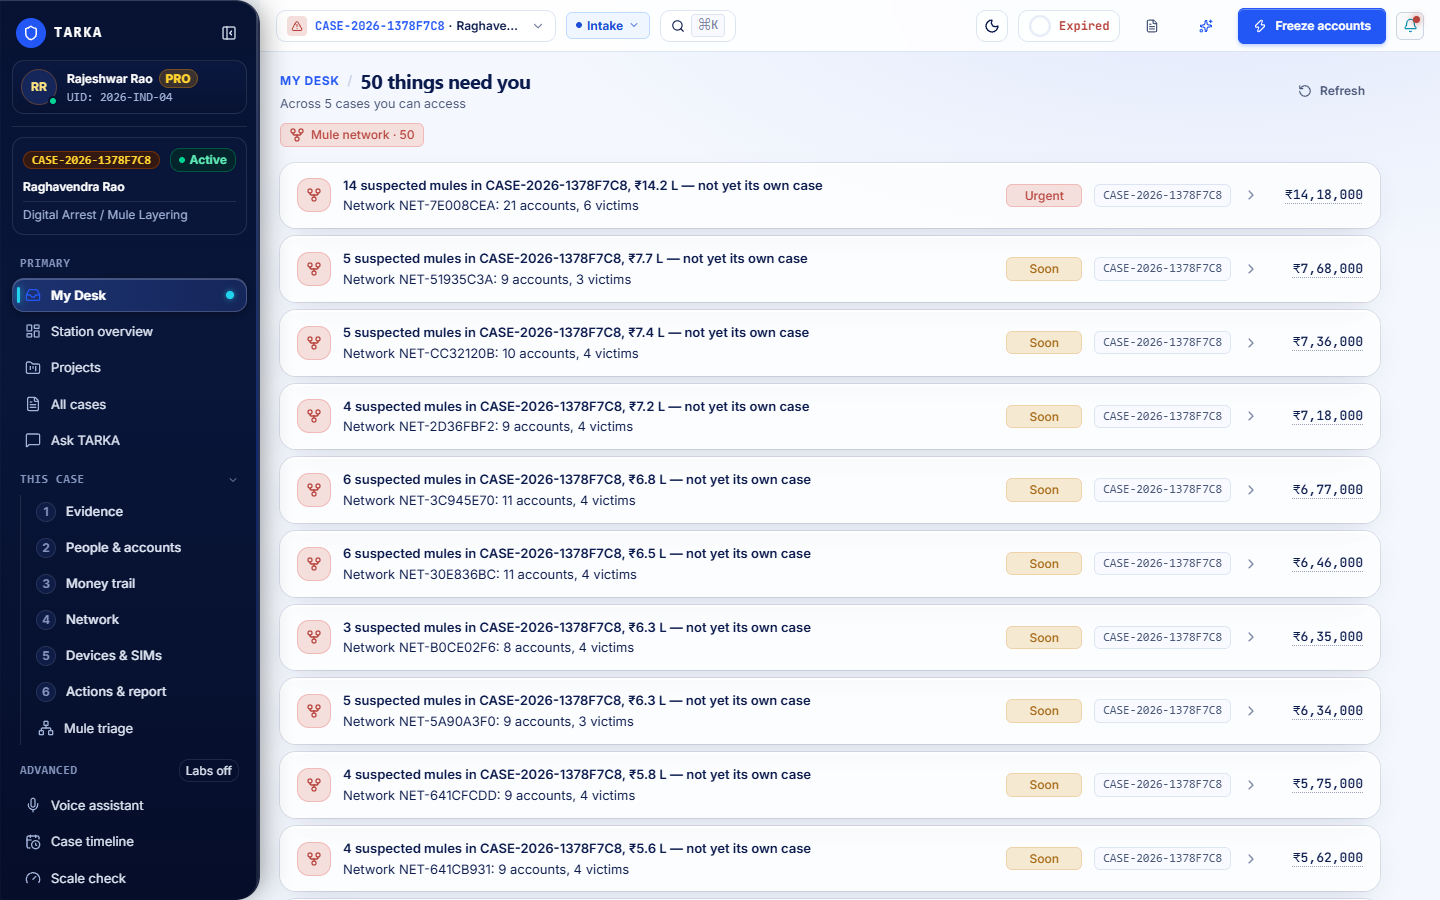 TARKA
RR
Rajeshwar Rao PRO
UID: 2026-IND-04
CASE-2026-1378F7C8 Active
Raghavendra Rao
Digital Arrest / Mule Layering
PRIMARY
My Desk
Station overview
Projects
All cases
Ask TARKA
THIS CASE
1 Evidence
2 People & accounts
3 Money trail
4 Network
5 Devices & SIMs
6 Actions & report
Mule triage
ADVANCED Labs off
Voice assistant
Case timeline
Scale check
CASE-2026-1378F7C8 · Raghave... Intake ⌘K Expired Freeze accounts
MY DESK / 50 things need you
Across 5 cases you can access
Refresh
Mule network · 50
14 suspected mules in CASE-2026-1378F7C8, ₹14.2 L — not yet its own case
Network NET-7E008CEA: 21 accounts, 6 victims
Urgent CASE-2026-1378F7C8 ₹14,18,000
5 suspected mules in CASE-2026-1378F7C8, ₹7.7 L — not yet its own case
Network NET-51935C3A: 9 accounts, 3 victims
Soon CASE-2026-1378F7C8 ₹7,68,000
5 suspected mules in CASE-2026-1378F7C8, ₹7.4 L — not yet its own case
Network NET-CC32120B: 10 accounts, 4 victims
Soon CASE-2026-1378F7C8 ₹7,36,000
4 suspected mules in CASE-2026-1378F7C8, ₹7.2 L — not yet its own case
Network NET-2D36FBF2: 9 accounts, 4 victims
Soon CASE-2026-1378F7C8 ₹7,18,000
6 suspected mules in CASE-2026-1378F7C8, ₹6.8 L — not yet its own case
Network NET-3C945E70: 11 accounts, 4 victims
Soon CASE-2026-1378F7C8 ₹6,77,000
6 suspected mules in CASE-2026-1378F7C8, ₹6.5 L — not yet its own case
Network NET-30E836BC: 11 accounts, 4 victims
Soon CASE-2026-1378F7C8 ₹6,46,000
3 suspected mules in CASE-2026-1378F7C8, ₹6.3 L — not yet its own case
Network NET-B0CE02F6: 8 accounts, 4 victims
Soon CASE-2026-1378F7C8 ₹6,35,000
5 suspected mules in CASE-2026-1378F7C8, ₹6.3 L — not yet its own case
Network NET-5A90A3F0: 9 accounts, 3 victims
Soon CASE-2026-1378F7C8 ₹6,34,000
4 suspected mules in CASE-2026-1378F7C8, ₹5.8 L — not yet its own case
Network NET-641CFCDD: 9 accounts, 4 victims
Soon CASE-2026-1378F7C8 ₹5,75,000
4 suspected mules in CASE-2026-1378F7C8, ₹5.6 L — not yet its own case
Network NET-641CB931: 9 accounts, 4 victims
Soon CASE-2026-1378F7C8 ₹5,62,000